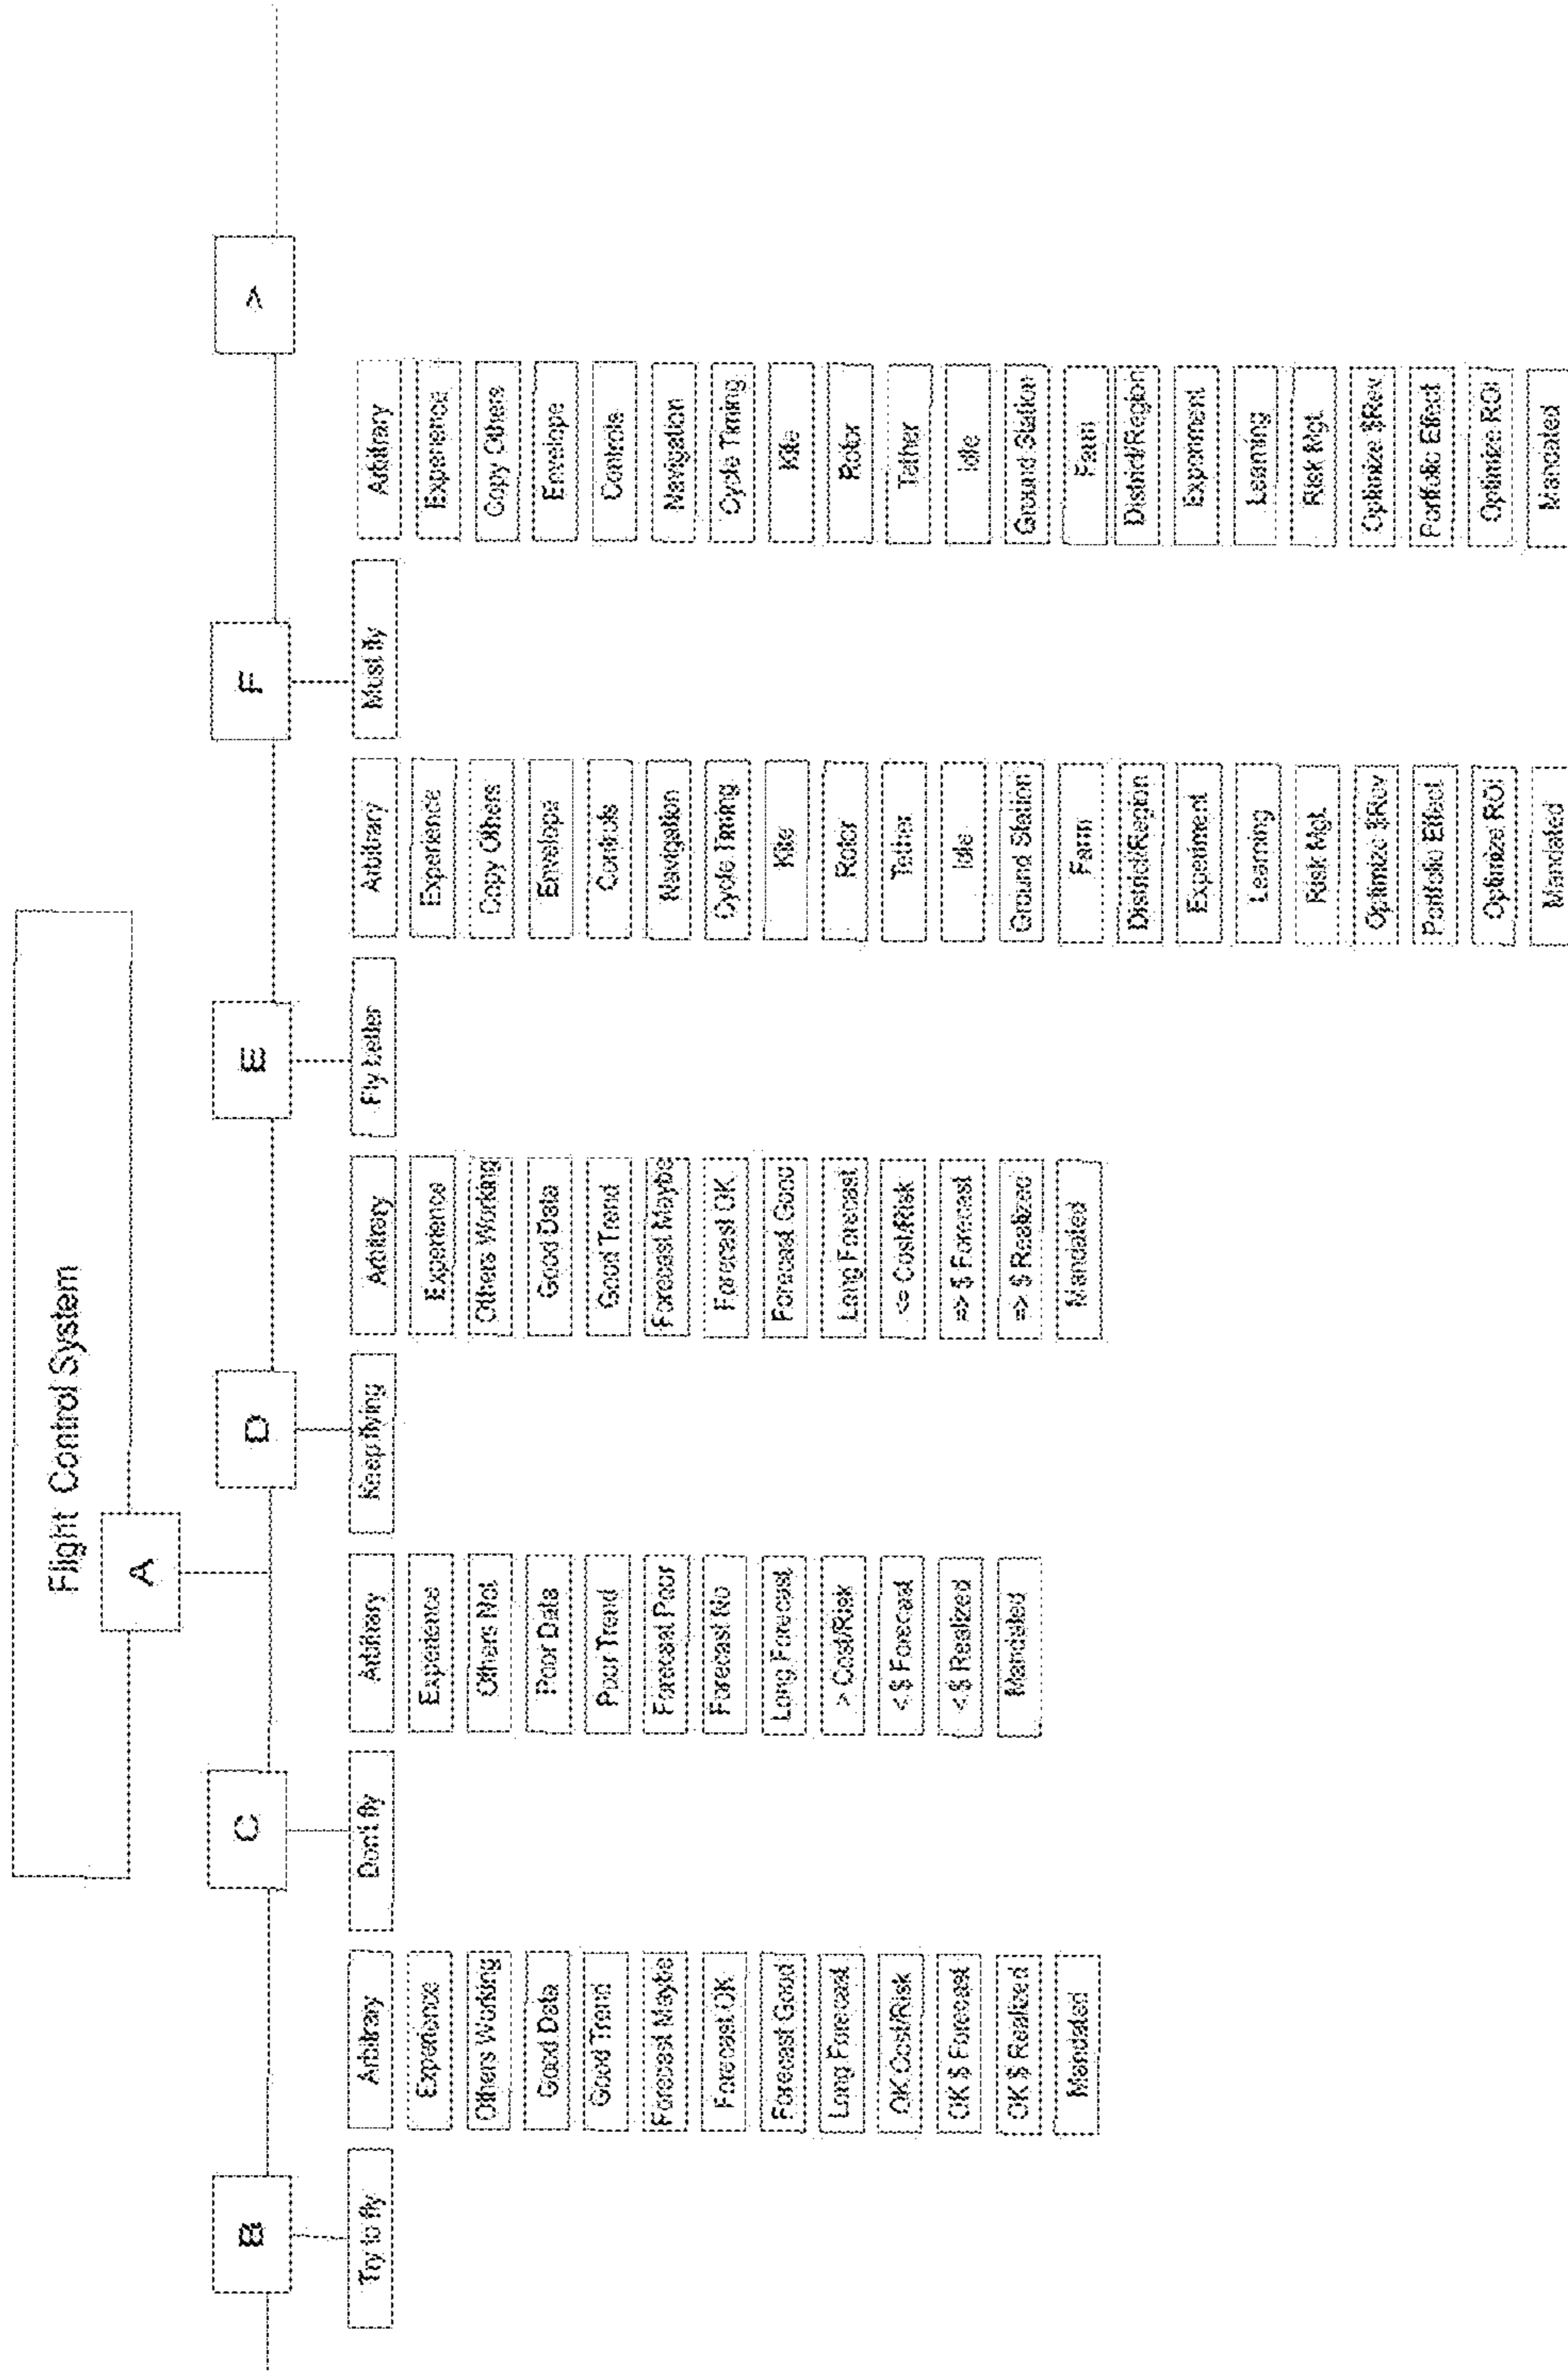 Flight Control System
A
B
Try to fly
Arbitrary
Experience
Others Working
Good Data
Good Trend
Forecast Maybe
Forecast OK
Forecast Good
Long Forecast
OK Cost/Risk
OK $ Forecast
OK $ Realized
Mandated
C
Don't fly
Arbitrary
Experience
Others Not
Poor Data
Poor Trend
Forecast Poor
Forecast No
Long Forecast
> Cost/Risk
< $ Forecast
< $ Realized
Mandated
D
Keep flying
Arbitrary
Experience
Others Working
Good Data
Good Trend
Forecast Maybe
Forecast OK
Forecast Good
Long Forecast
<= Cost/Risk
=> $ Forecast
=> $ Realized
Mandated
E
Fly better
Arbitrary
Experience
Copy Others
Envelope
Controls
Navigation
Cycle Timing
Kite
Rotor
Tether
Idle
Ground Station
Farm
District/Region
Experiment
Learning
Risk Mgt.
Optimize $Rev
Portfolio Effect
Optimize ROI
Mandated
F
Must fly
Arbitrary
Experience
Copy Others
Envelope
Controls
Navigation
Cycle Timing
Kite
Rotor
Tether
Idle
Ground Station
Farm
District/Region
Experiment
Learning
Risk Mgt.
Optimize $Rev
Portfolio Effect
Optimize ROI
Mandated